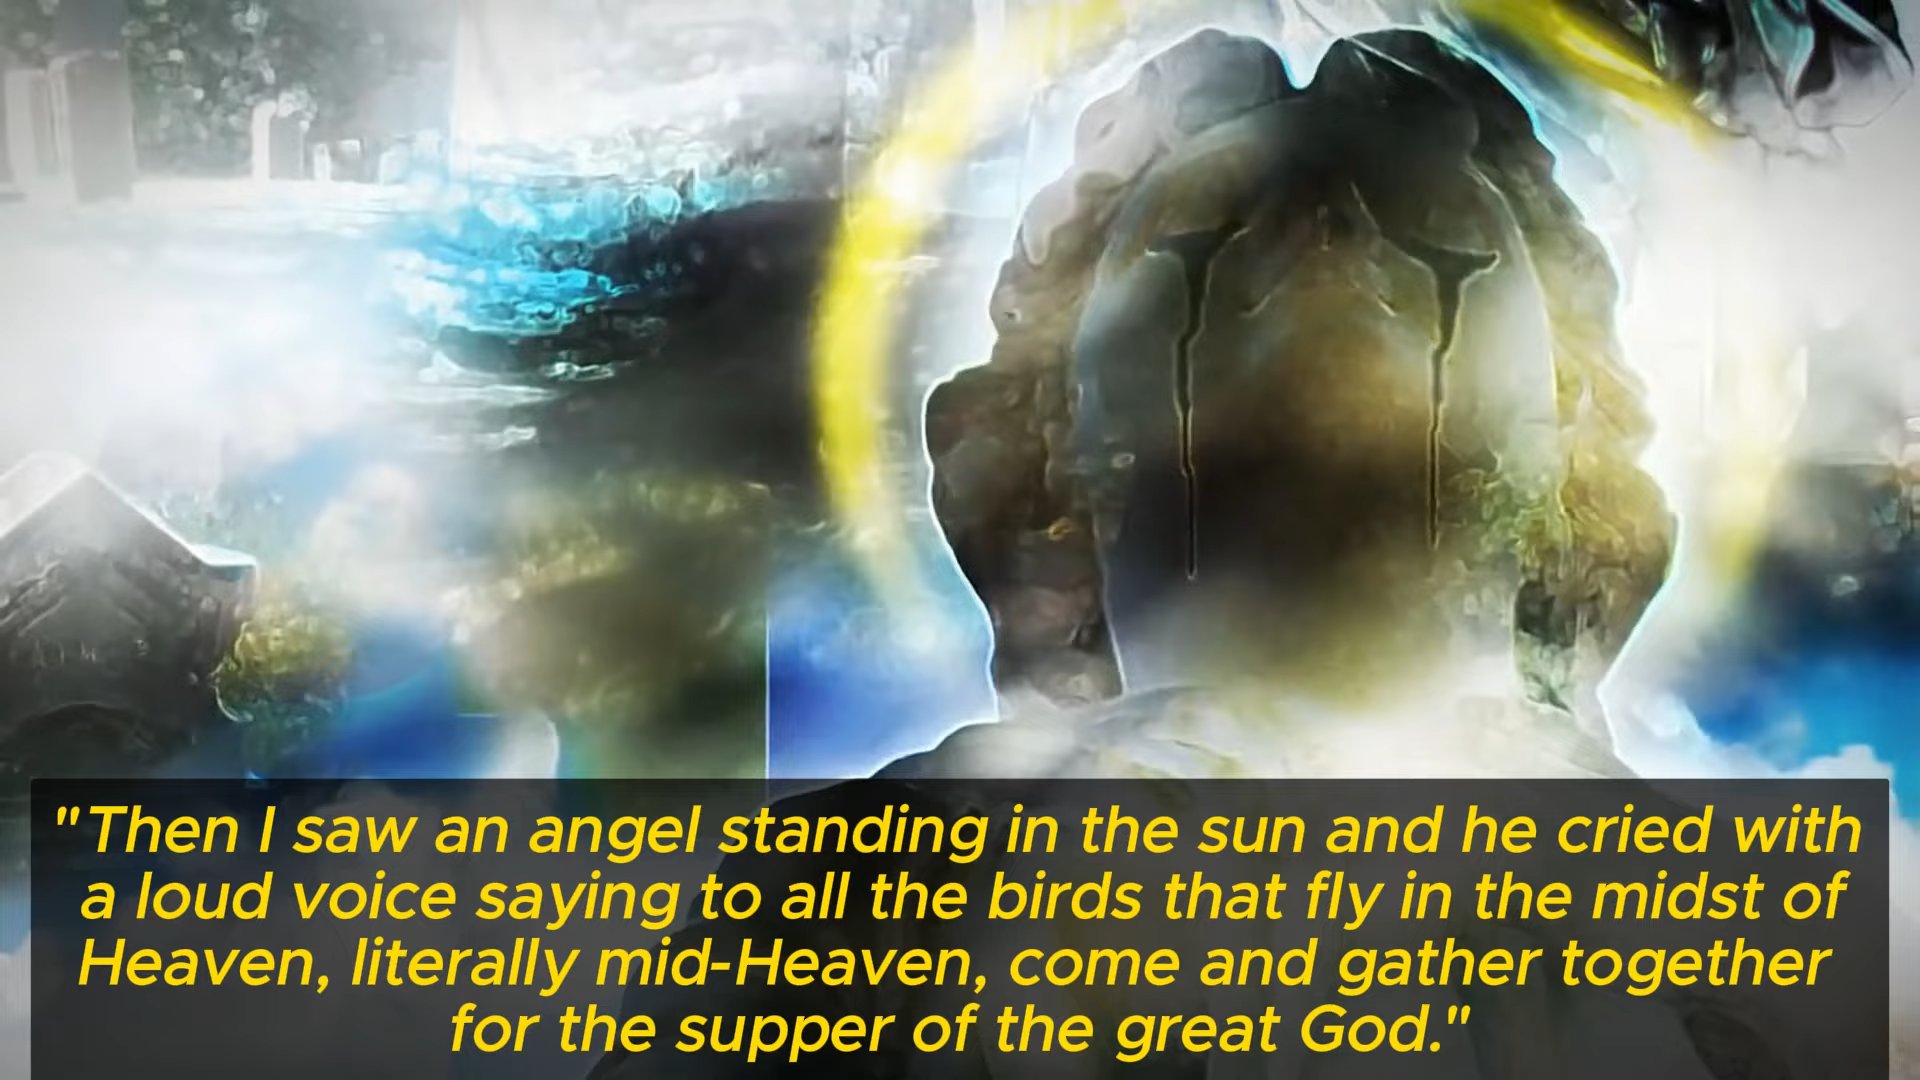 "Then I saw an angel standing in the sun and he cried with
a loud voice saying to all the birds that fly in the midst of
Heaven, literally mid-Heaven, come and gather together
for the supper of the great God."